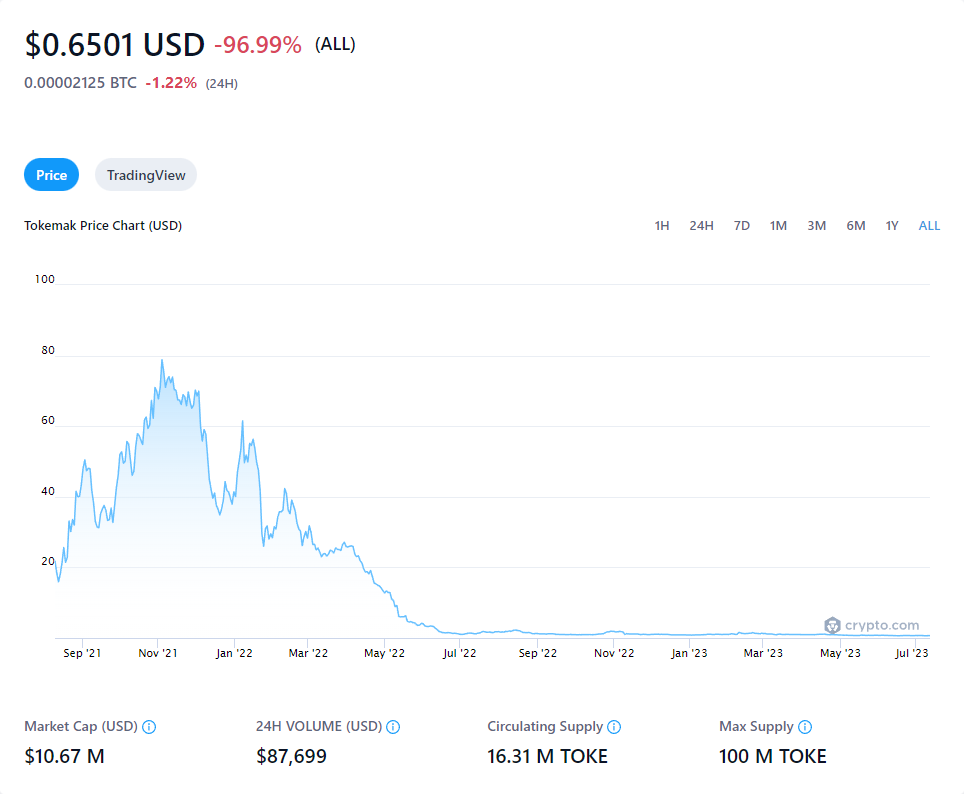 $0.6501 USD -96.99% (ALL)
0.00002125 BTC -1.22% (24H)
Price TradingView
Tokemak Price Chart (USD) 1H 24H 7D 1M 3M 6M 1Y ALL
100
80
60
40
20
crypto.com
Sep '21 Nov '21 Jan '22 Mar '22 May '22 Jul '22 Sep '22 Nov '22 Jan '23 Mar '23 May '23 Jul '23
Market Cap (USD) 24H VOLUME (USD) Circulating Supply Max Supply
$10.67 M $87,699 16.31 M TOKE 100 M TOKE